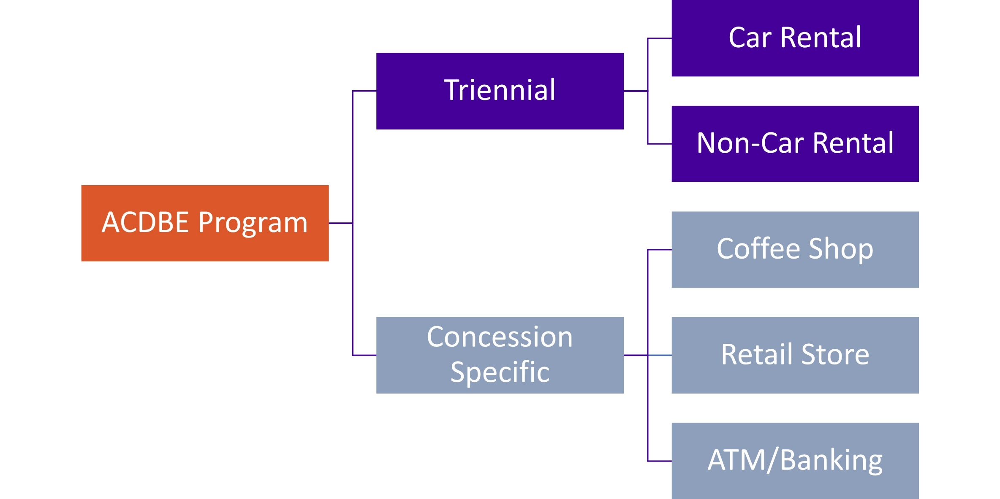 ACDBE Program
Triennial
Car Rental
Non-Car Rental
Concession
Specific
Coffee Shop
Retail Store
ATM/Banking